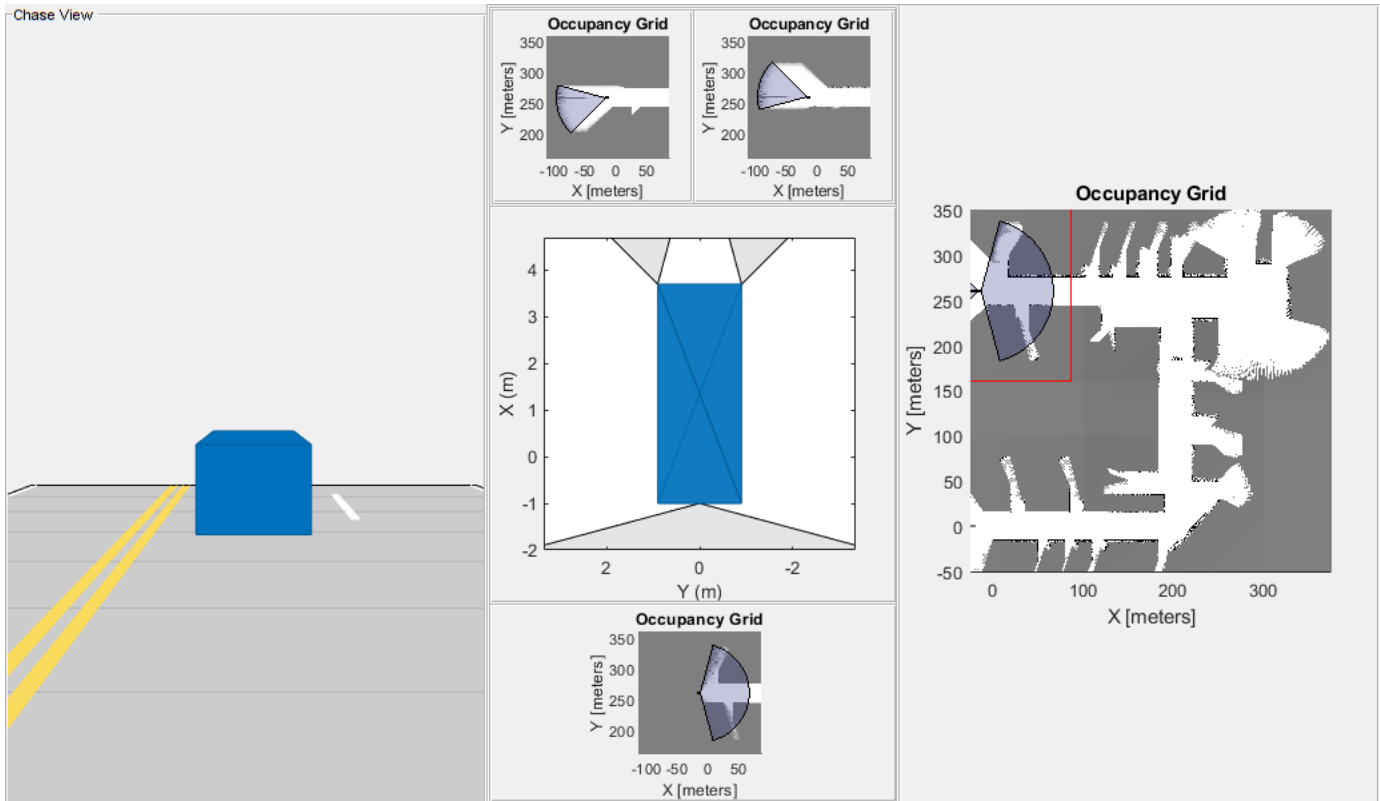 Chase View
Occupancy Grid
350
300
250
200
Y [meters]
-100 -50 0 50
X [meters]
Occupancy Grid
350
300
250
200
Y [meters]
-100 -50 0 50
X [meters]
4
3
2
1
0
-1
-2
X (m)
2 0 -2
Y (m)
Occupancy Grid
350
300
250
200
Y [meters]
-100 -50 0 50
X [meters]
Occupancy Grid
350
300
250
200
150
100
50
0
-50
Y [meters]
0 100 200 300
X [meters]